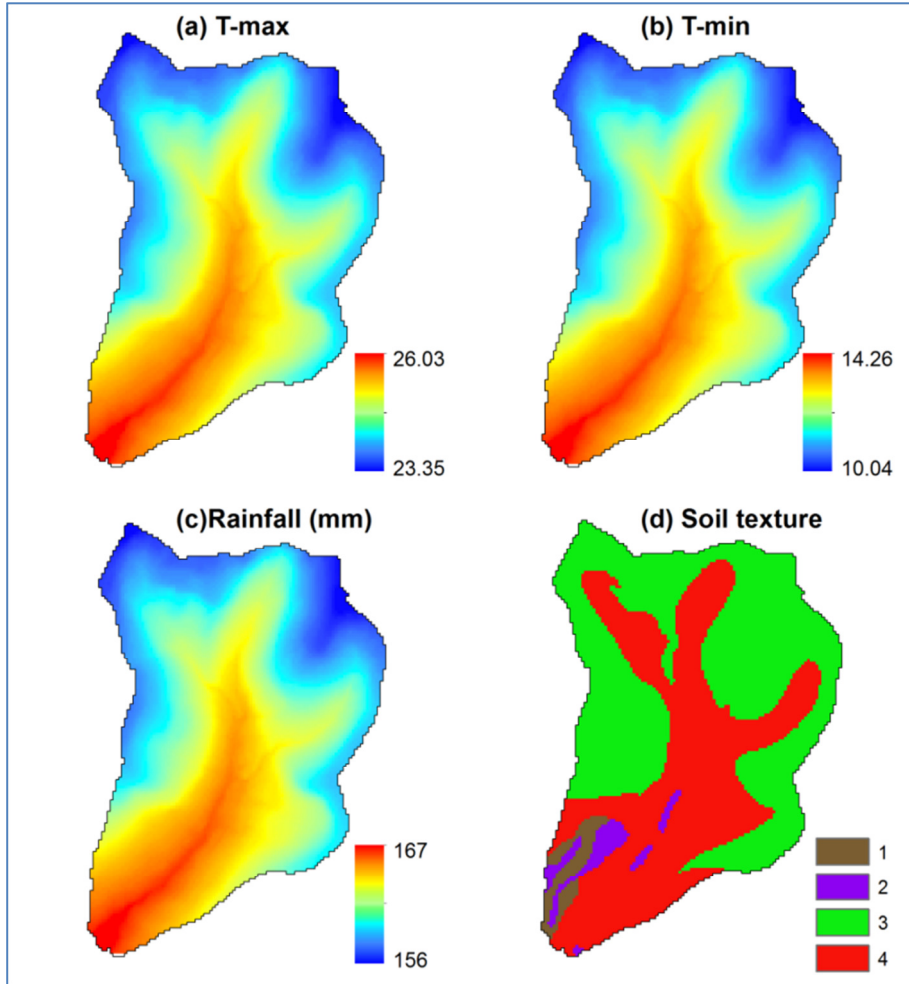 (a) T-max
(b) T-min
26.03
23.35
14.26
10.04
(c)Rainfall (mm)
(d) Soil texture
167
156
1
2
3
4